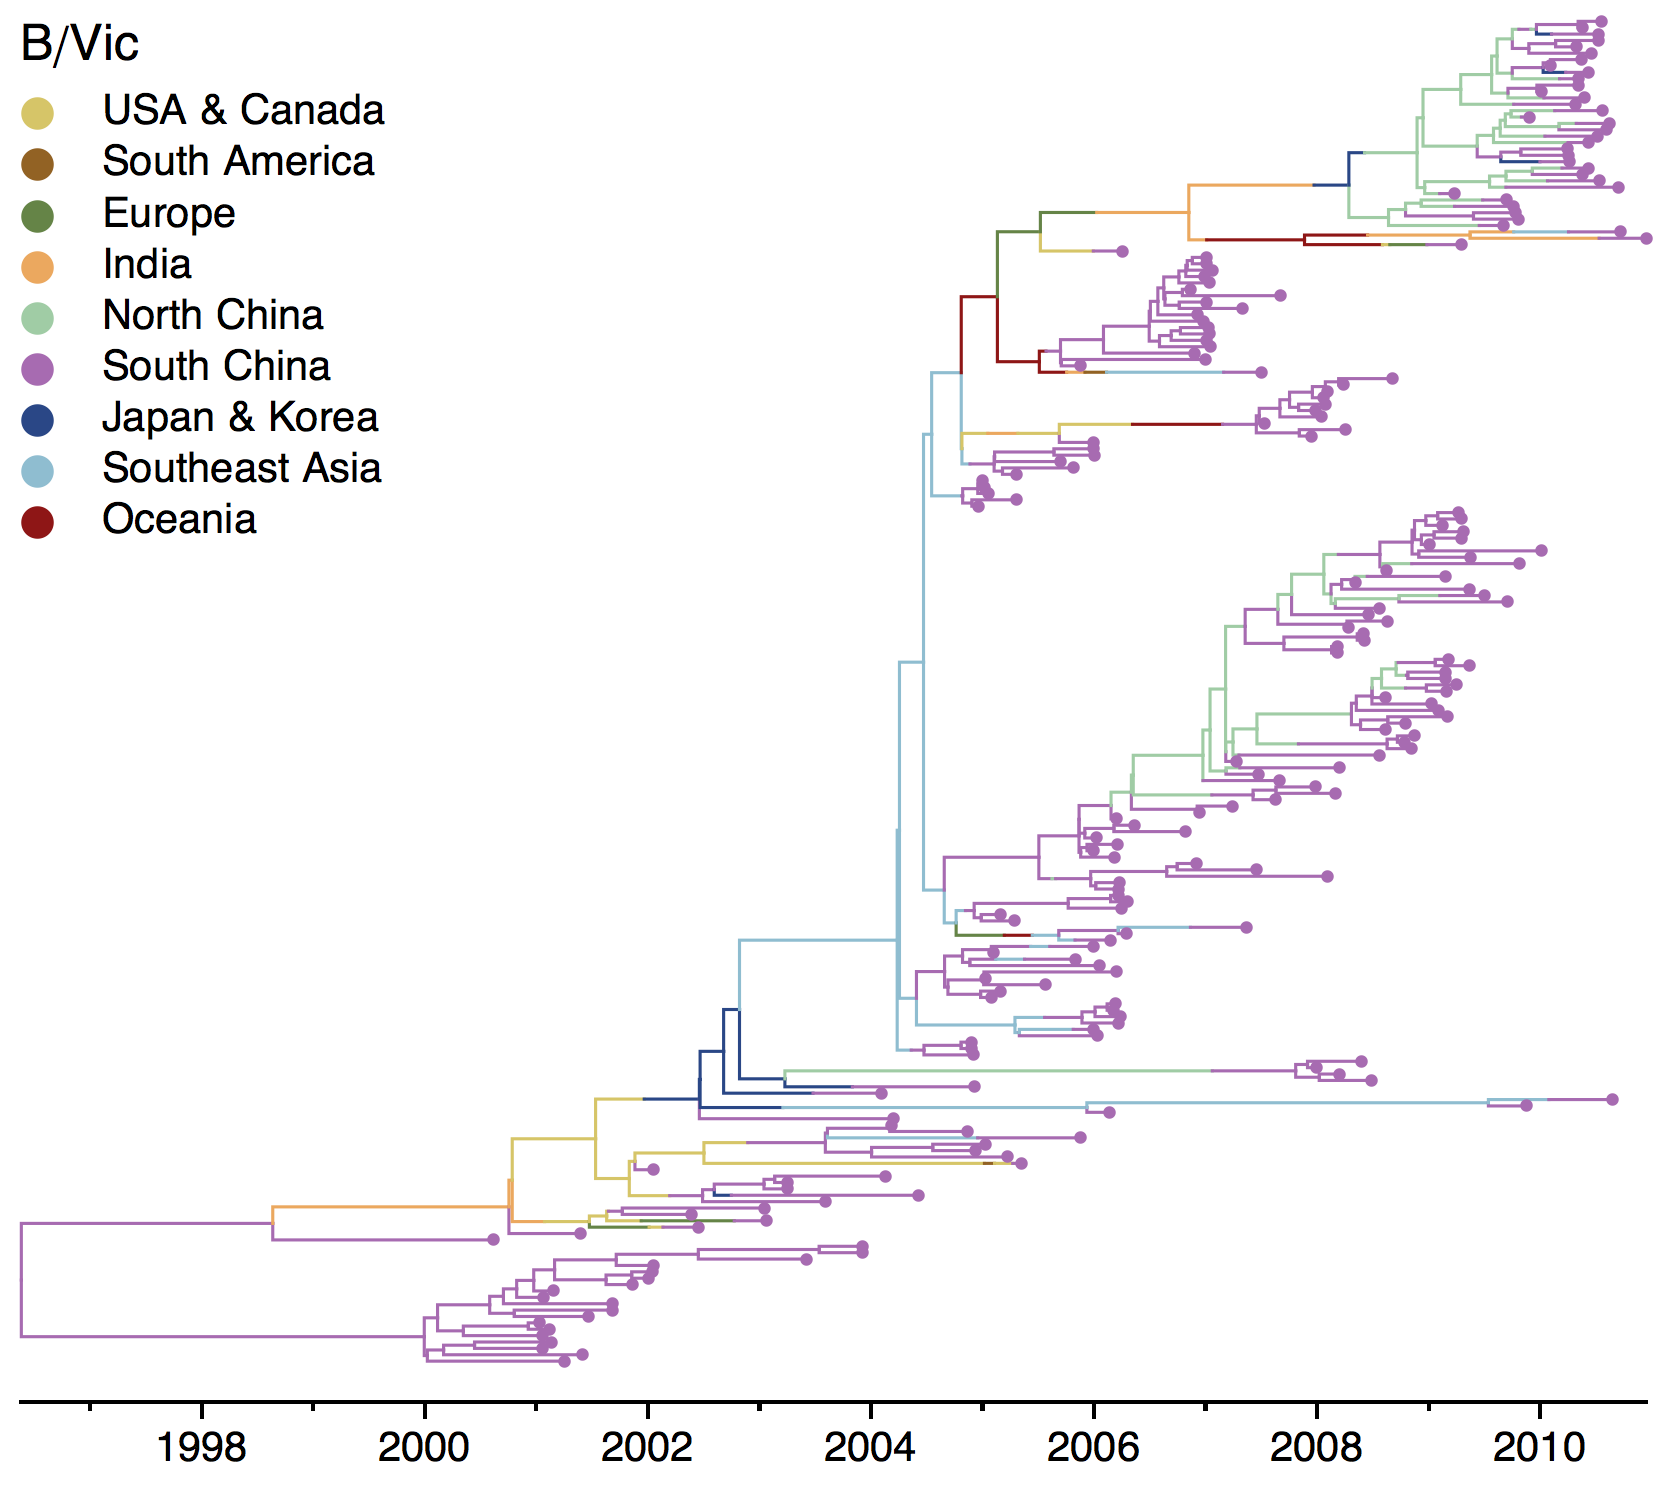 B/Vic
USA & Canada
South America
Europe
India
North China
South China
Japan & Korea
Southeast Asia
Oceania
1998 2000 2002 2004 2006 2008 2010